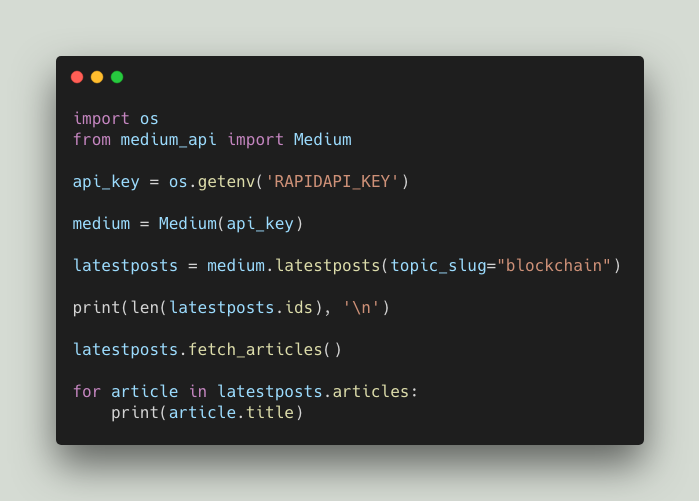 import os
from medium_api import Medium
api_key = os.getenv('RAPIDAPI_KEY')
medium = Medium(api_key)
latestposts = medium.latestposts(topic_slug="blockchain")
print(len(latestposts.ids), '\n')
latestposts.fetch_articles()
for article in latestposts.articles:
    print(article.title)